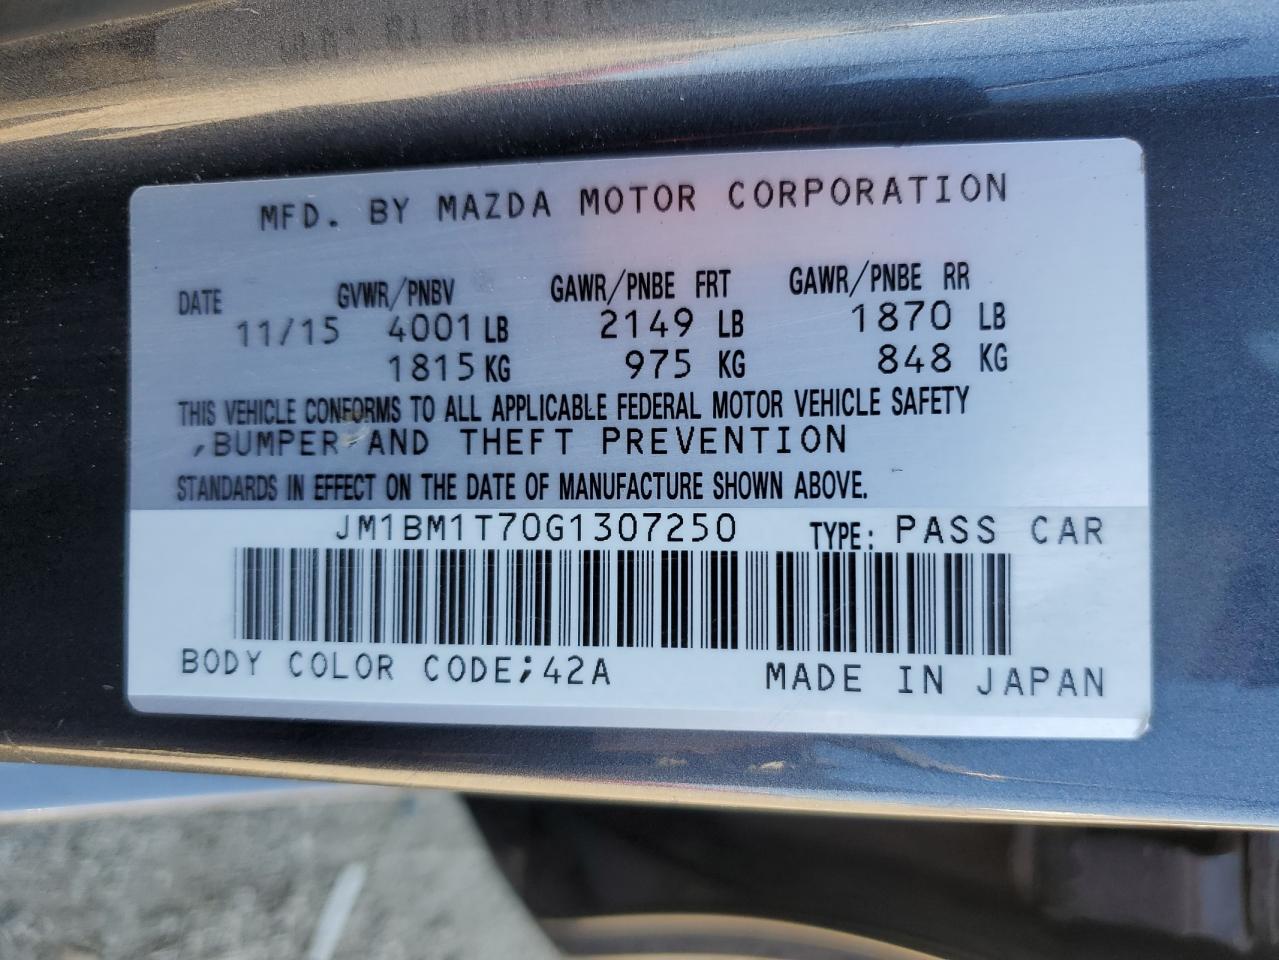 MFD. BY MAZDA MOTOR CORPORATION
DATE GVWR/PNBV GAWR/PNBE FRT GAWR/PNBE RR
11/15 4001 LB 2149 LB 1870 LB
1815 KG 975 KG 848 KG
THIS VEHICLE CONFORMS TO ALL APPLICABLE FEDERAL MOTOR VEHICLE SAFETY
,BUMPER,AND THEFT PREVENTION
STANDARDS IN EFFECT ON THE DATE OF MANUFACTURE SHOWN ABOVE.
JM1BM1T70G1307250 TYPE: PASS CAR
BODY COLOR CODE;42A MADE IN JAPAN